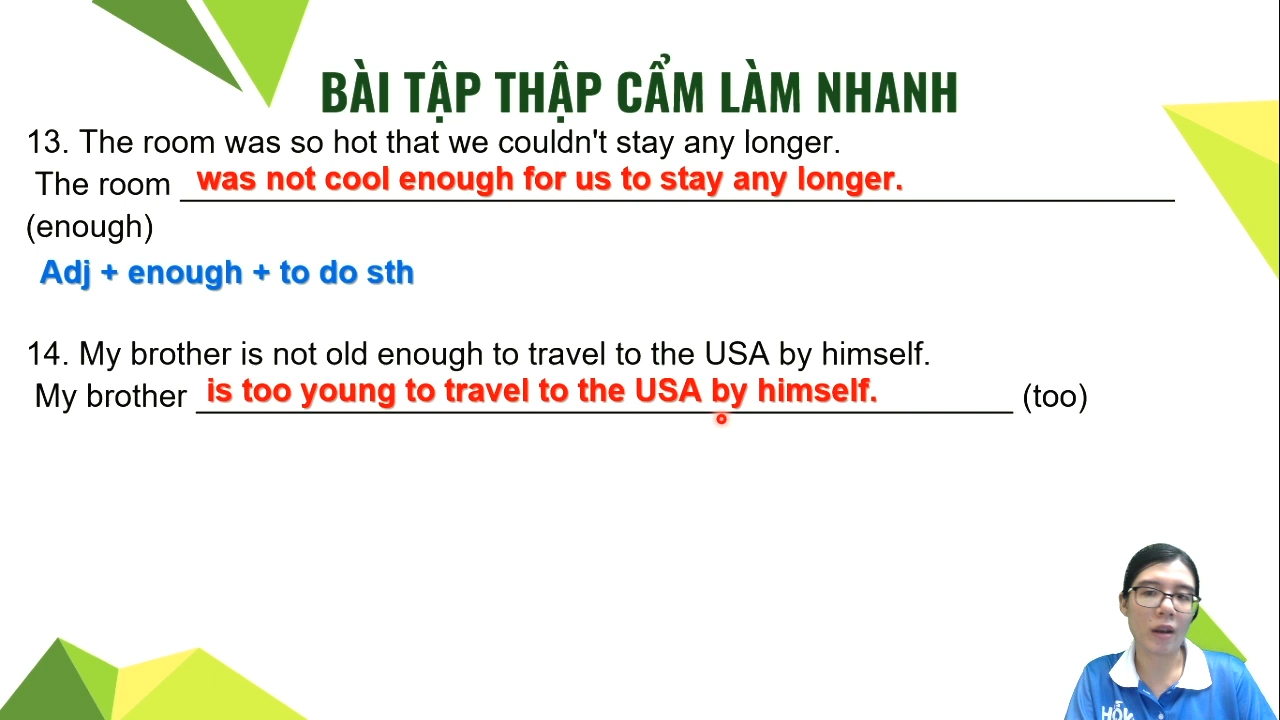 BÀI TẬP THẬP CẨM LÀM NHANH
13. The room was so hot that we couldn't stay any longer.
The room was not cool enough for us to stay any longer.
(enough)
Adj + enough + to do sth
14. My brother is not old enough to travel to the USA by himself.
My brother is too young to travel to the USA by himself. (too)